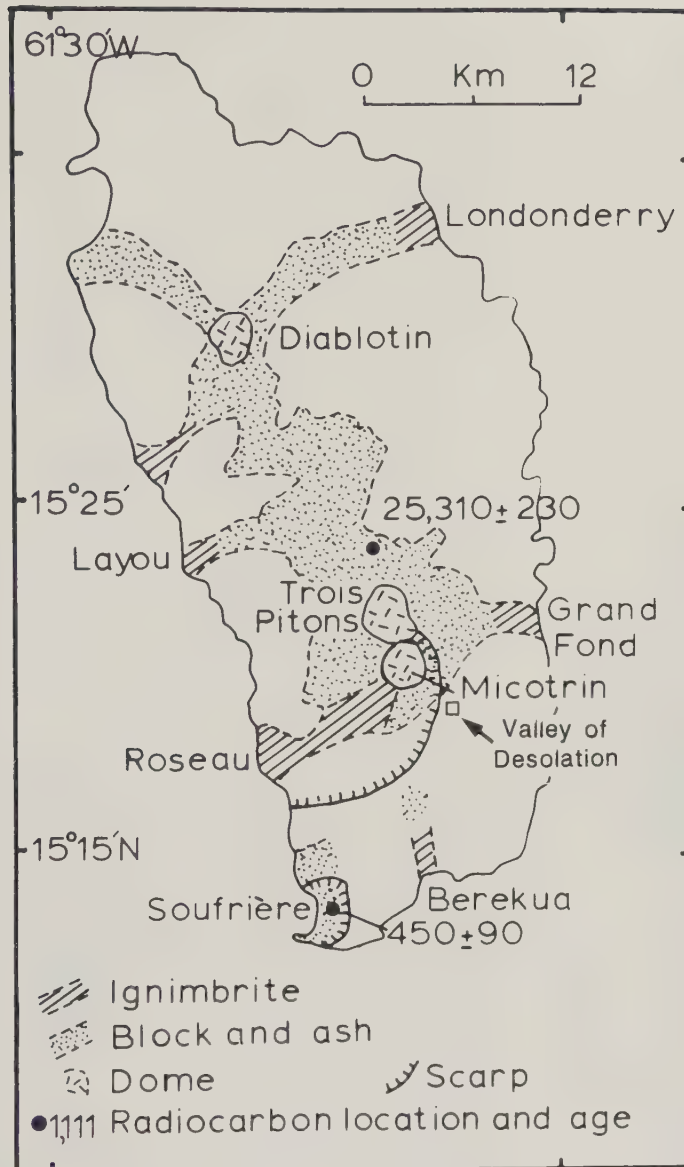 61°30′W
0 Km 12
Londonderry
Diablotin
15°25′
25,310±230
Layou
Trois
Pitons
Grand
Fond
Micotrin
Valley of
Desolation
Roseau
15°15′N
Soufrière
Berekua
450±90
Ignimbrite
Block and ash
Dome
Scarp
1,111 Radiocarbon location and age